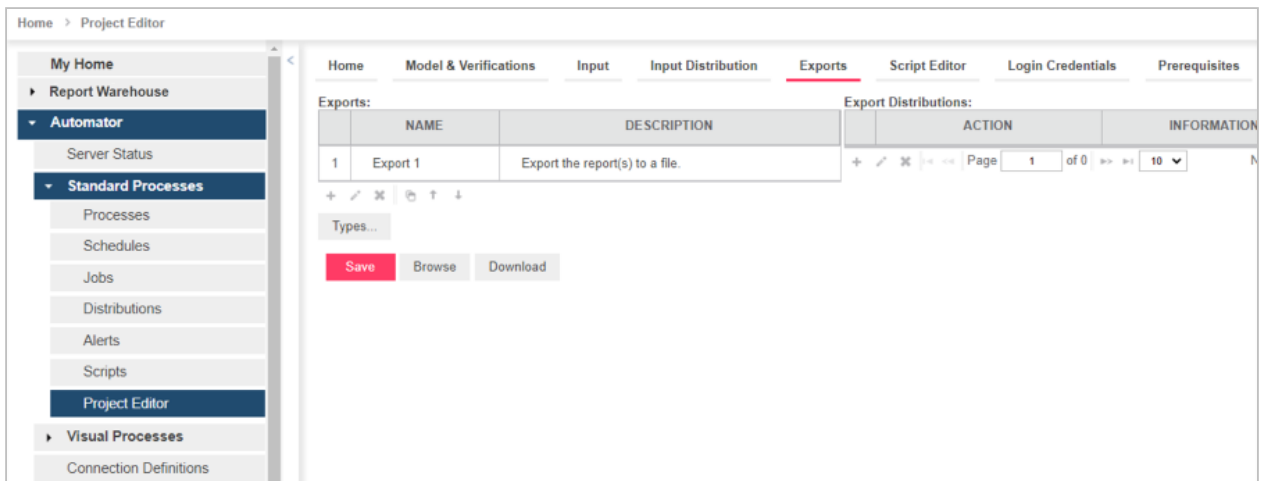 Home > Project Editor
My Home
Report Warehouse
Automator
Server Status
Standard Processes
Processes
Schedules
Jobs
Distributions
Alerts
Scripts
Project Editor
Visual Processes
Connection Definitions
Home Model & Verifications Input Input Distribution Exports Script Editor Login Credentials Prerequisites
Exports:
NAME DESCRIPTION
1 Export 1 Export the report(s) to a file.
Types...
Save Browse Download
Export Distributions:
ACTION INFORMATION
Page 1 of 0 10 N